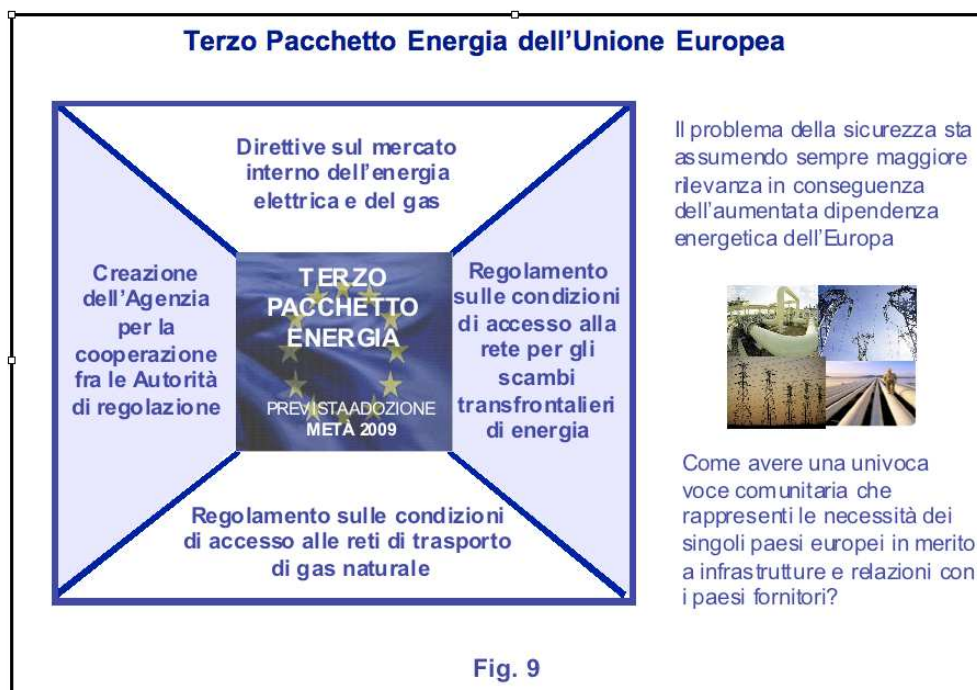 Terzo Pacchetto Energia dell'Unione Europea
Direttive sul mercato
interno dell'energia
elettrica e del gas
Creazione
dell'Agenzia
per la
cooperazione
fra le Autorità
di regolazione
TERZO
PACCHETTO
ENERGIA
PREVISTA ADOZIONE
METÀ 2009
Regolamento
sulle condizioni
di accesso alla
rete per gli
scambi
transfrontalieri
di energia
Regolamento sulle condizioni
di accesso alle reti di trasporto
di gas naturale
Il problema della sicurezza sta
assumendo sempre maggiore
rilevanza in conseguenza
dell'aumentata dipendenza
energetica dell'Europa
Come avere una univoca
voce comunitaria che
rappresenti le necessità dei
singoli paesi europei in merito
a infrastrutture e relazioni con
i paesi fornitori?
Fig. 9